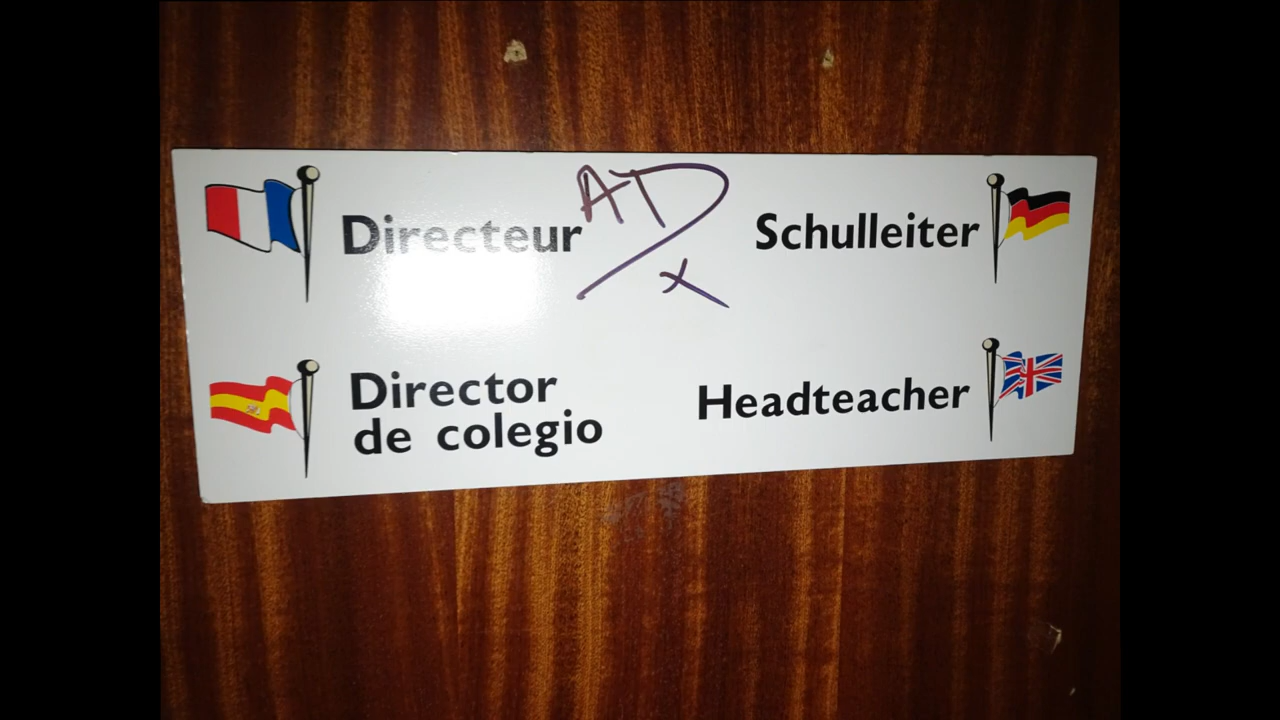 Directeur
AD
x
Schulleiter
Director
de colegio
Headteacher